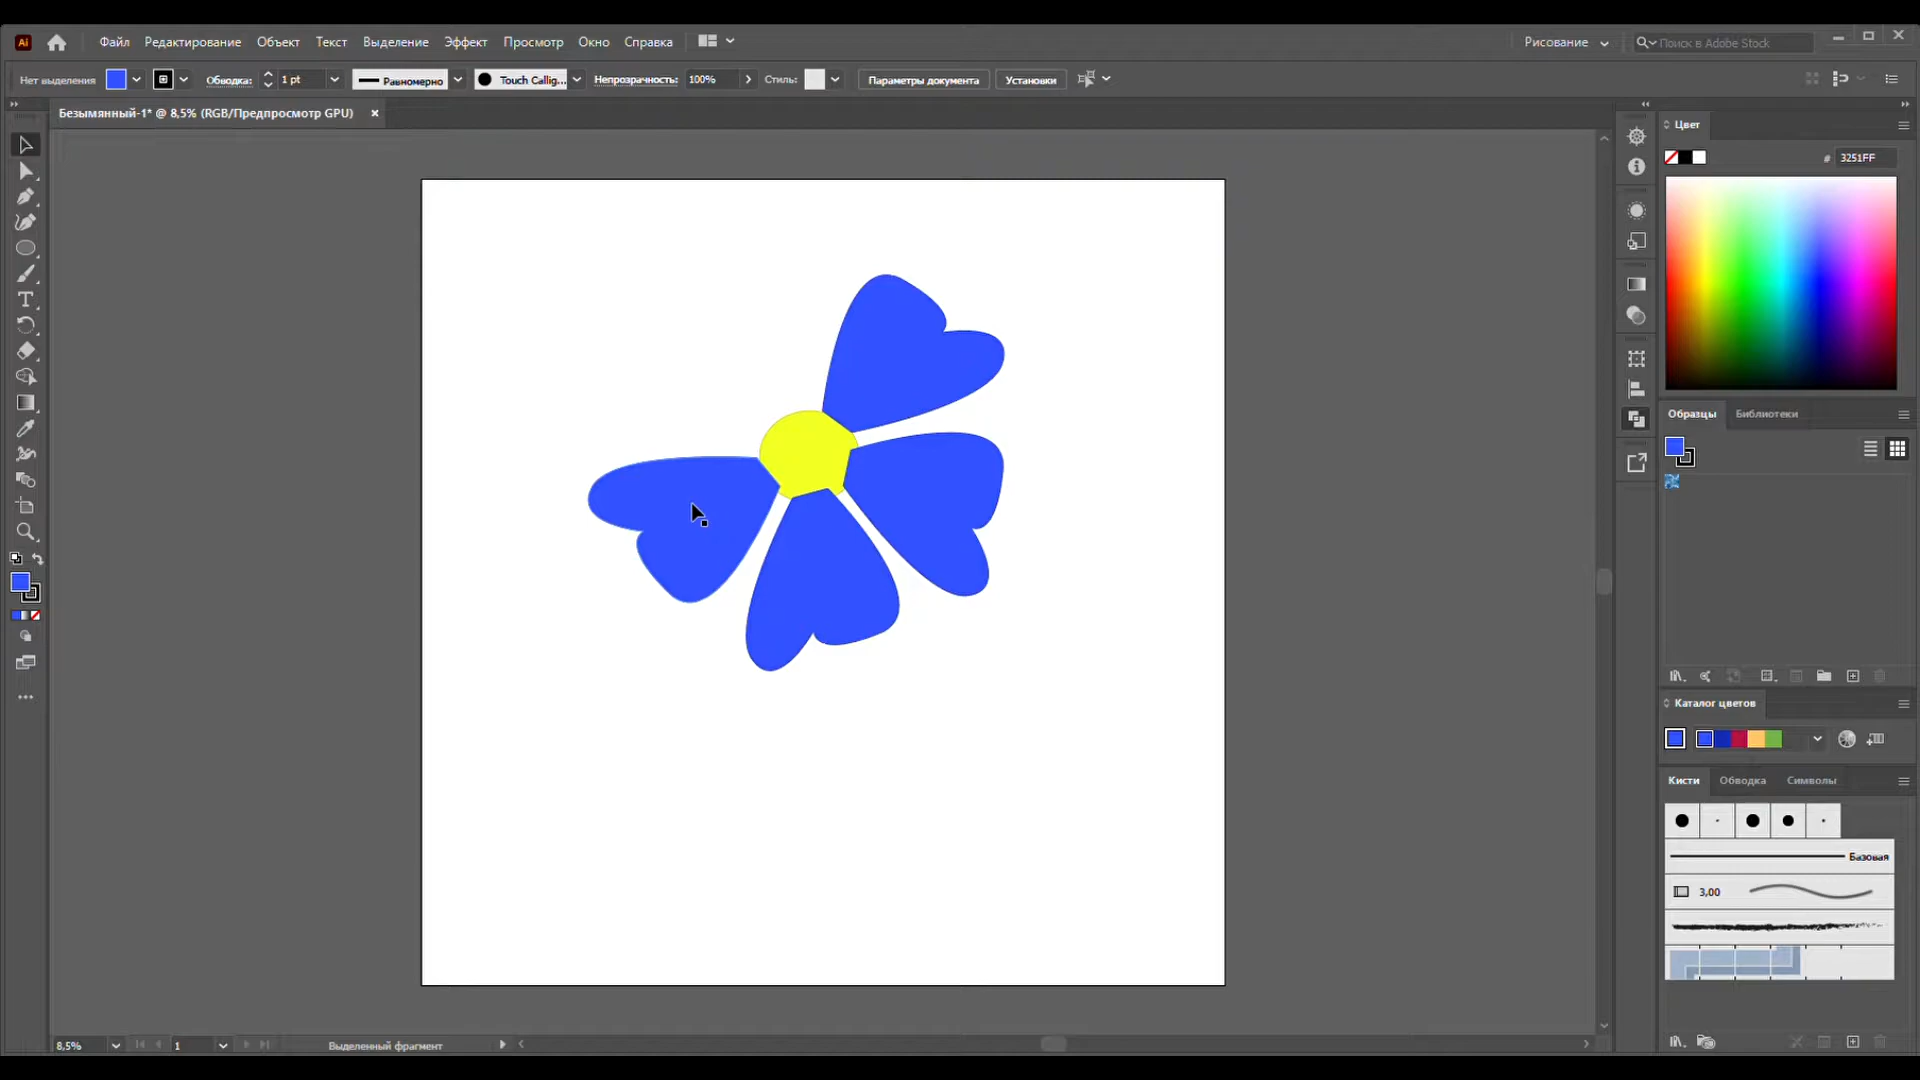 Ai Файл Редактирование Объект Текст Выделение Эффект Просмотр Окно Справка Рисование Поиск в Adobe Stock
Нет выделения Обводка: 1 pt Равномерно Touch Callig... Непрозрачность: 100% Стиль: Параметры документа Установки
Безымянный-1* @ 8,5% (RGB/Предпросмотр GPU) ×
Цвет
# 3251FF
Образцы Библиотеки
Каталог цветов
Кисти Обводка Символы
Базовая
3,00
8,5% 1 Выделенный фрагмент